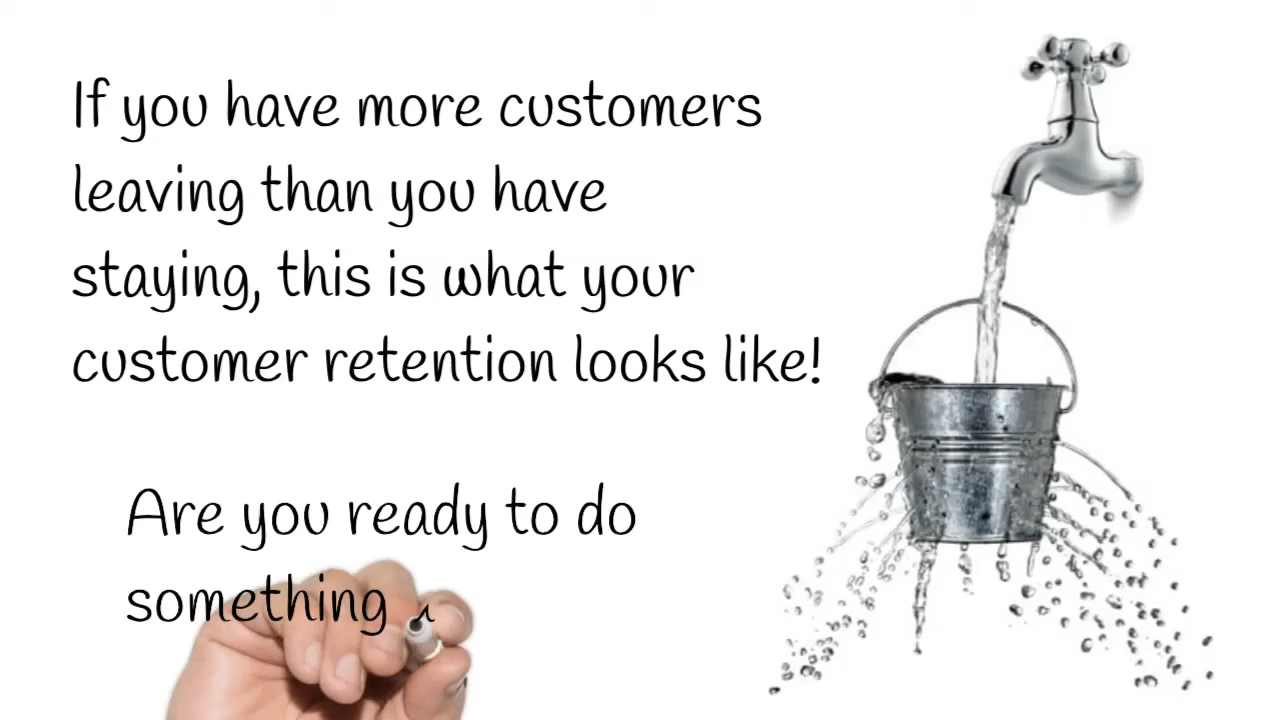 If you have more customers
leaving than you have
staying, this is what your
customer retention looks like!
Are you ready to do
something